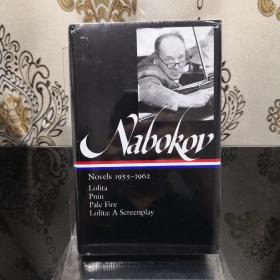 Nabokov
Novels 1955–1962
Lolita
Pnin
Pale Fire
Lolita: A Screenplay